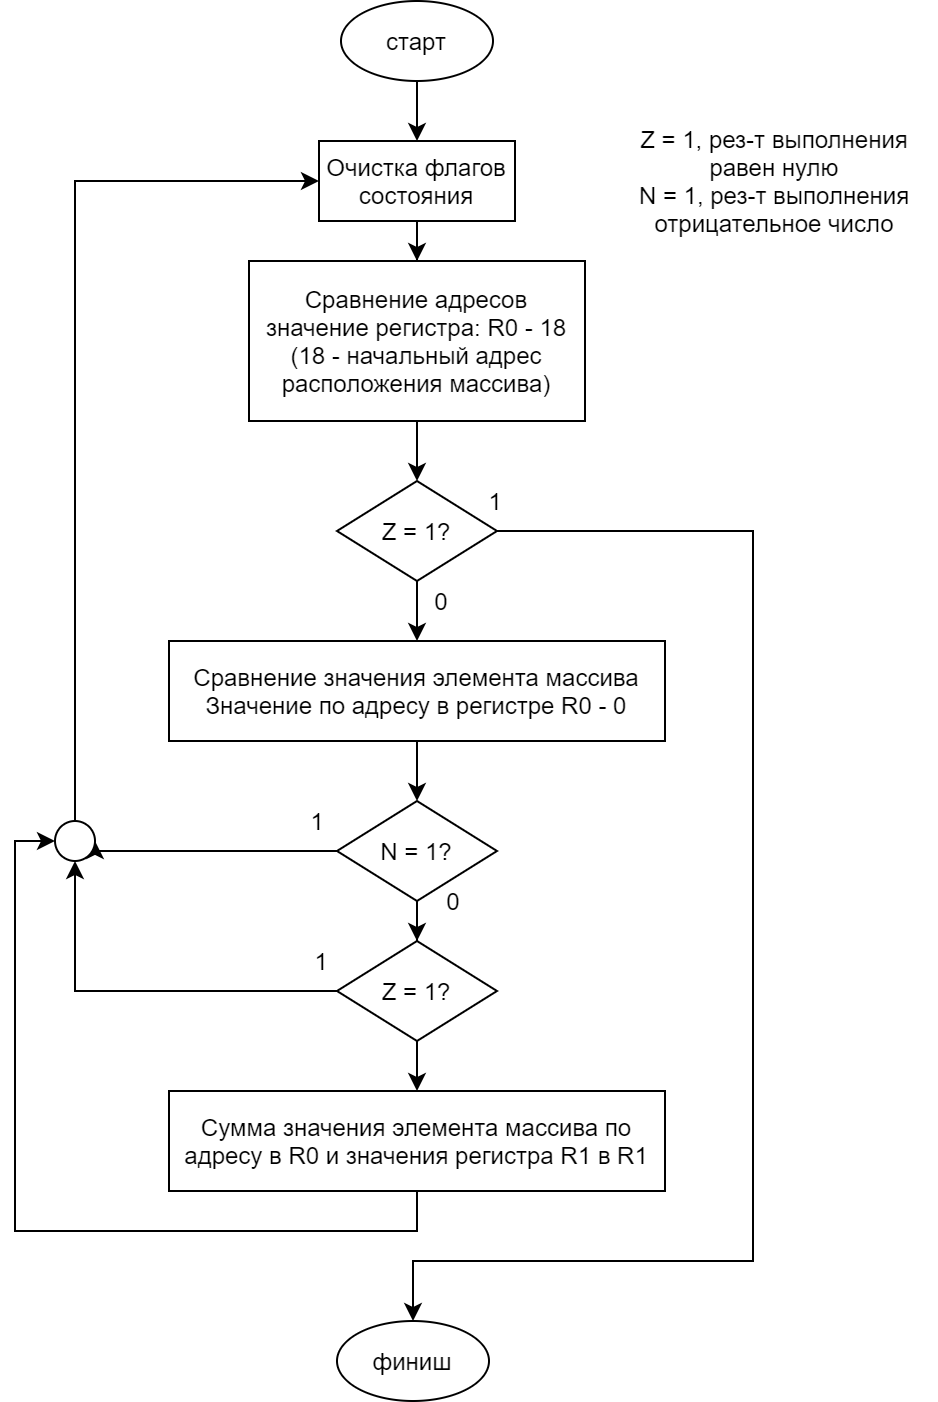 старт
Z = 1, рез-т выполнения
равен нулю
N = 1, рез-т выполнения
отрицательное число
Очистка флагов
состояния
Сравнение адресов
значение регистра: R0 - 18
(18 - начальный адрес
расположения массива)
1
Z = 1?
0
Сравнение значения элемента массива
Значение по адресу в регистре R0 - 0
1
N = 1?
0
1
Z = 1?
Сумма значения элемента массива по
адресу в R0 и значения регистра R1 в R1
финиш